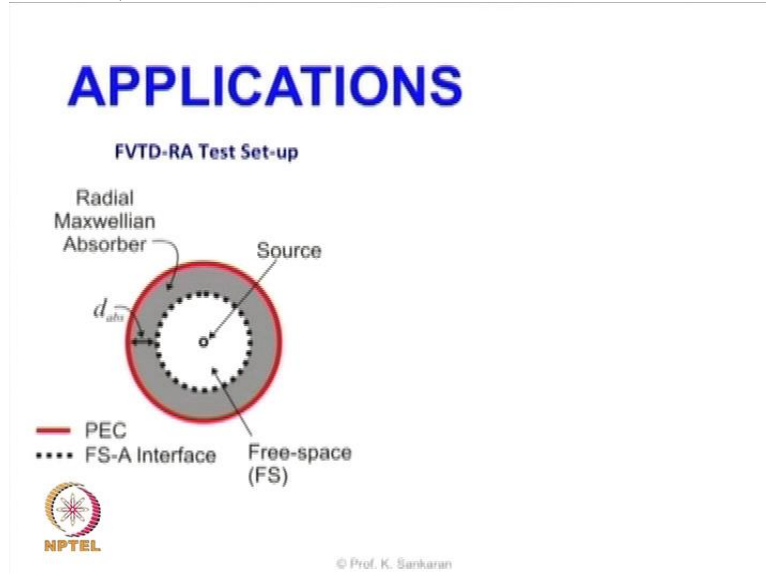 APPLICATIONS
FVTD-RA Test Set-up
Radial
Maxwellian
Absorber
Source
d_abs
PEC
FS-A Interface
Free-space
(FS)
NPTEL
© Prof. K. Sankaran